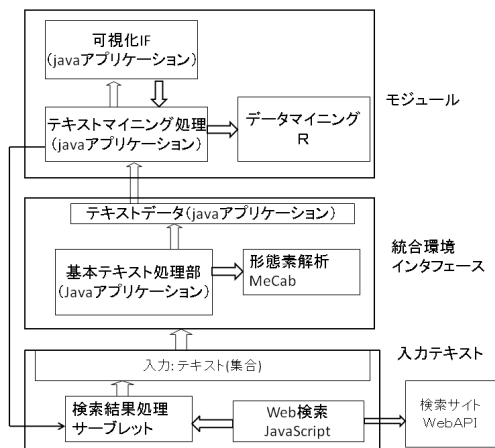 可視化IF
(javaアプリケーション)
モジュール
テキストマイニング処理
(javaアプリケーション)
データマイニング
R
テキストデータ(javaアプリケーション)
統合環境
インタフェース
基本テキスト処理部
(Javaアプリケーション)
形態素解析
MeCab
入力テキスト
入力:テキスト(集合)
検索結果処理
サーブレット
Web検索
JavaScript
検索サイト
WebAPI